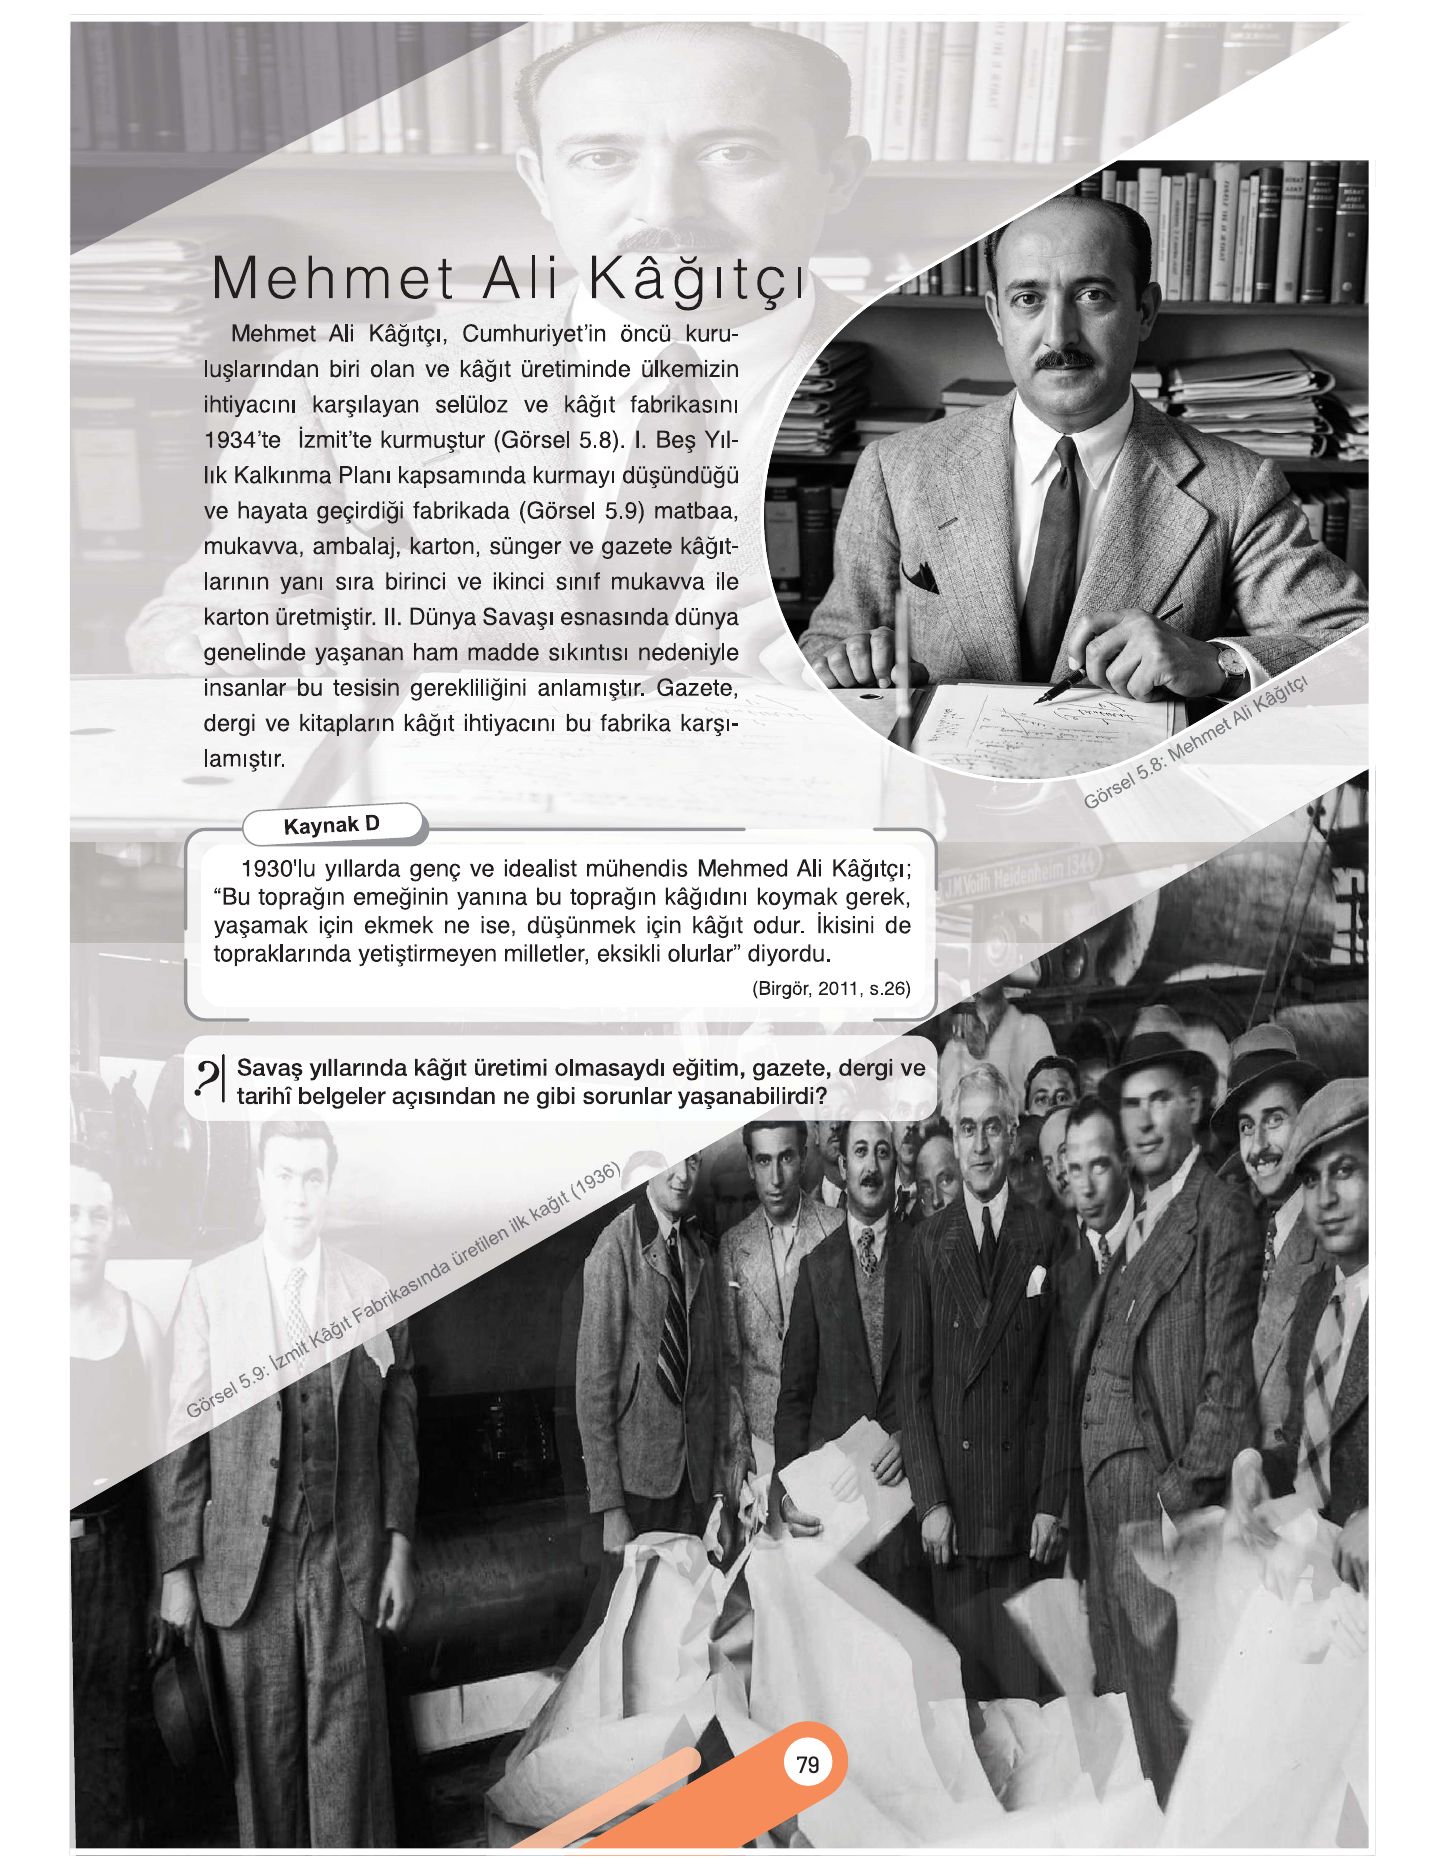 Mehmet Ali Kâğıtçı
Mehmet Ali Kâğıtçı, Cumhuriyet’in öncü kuru-
luşlarından biri olan ve kâğıt üretiminde ülkemizin
ihtiyacını karşılayan selüloz ve kâğıt fabrikasını
1934’te İzmit’te kurmuştur (Görsel 5.8). I. Beş Yıl-
lık Kalkınma Planı kapsamında kurmayı düşündüğü
ve hayata geçirdiği fabrikada (Görsel 5.9) matbaa,
mukavva, ambalaj, karton, sünger ve gazete kâğıt-
larının yanı sıra birinci ve ikinci sınıf mukavva ile
karton üretmiştir. II. Dünya Savaşı esnasında dünya
genelinde yaşanan ham madde sıkıntısı nedeniyle
insanlar bu tesisin gerekliliğini anlamıştır. Gazete,
dergi ve kitapların kâğıt ihtiyacını bu fabrika karşı-
lamıştır.
Görsel 5.8: Mehmet Ali Kâğıtçı
Kaynak D
1930'lu yıllarda genç ve idealist mühendis Mehmed Ali Kâğıtçı;
“Bu toprağın emeğinin yanına bu toprağın kâğıdını koymak gerek,
yaşamak için ekmek ne ise, düşünmek için kâğıt odur. İkisini de
topraklarında yetiştirmeyen milletler, eksikli olurlar” diyordu.
(Birgör, 2011, s.26)
J.M.Voith Heidenheim 1344
? Savaş yıllarında kâğıt üretimi olmasaydı eğitim, gazete, dergi ve
tarihî belgeler açısından ne gibi sorunlar yaşanabilirdi?
Görsel 5.9: İzmit Kâğıt Fabrikasında üretilen ilk kağıt (1936)
79